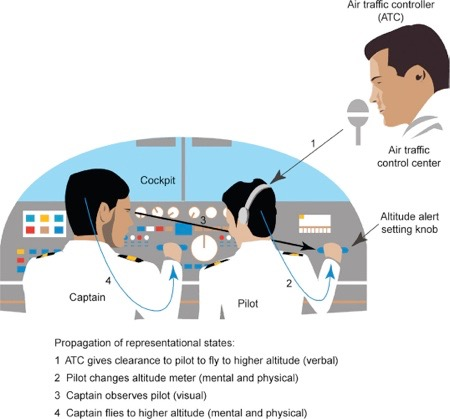 Air traffic controller
(ATC)
1
Air traffic
control center
Cockpit
3
Altitude alert
setting knob
4
2
Captain
Pilot
Propagation of representational states:
1 ATC gives clearance to pilot to fly to higher altitude (verbal)
2 Pilot changes altitude meter (mental and physical)
3 Captain observes pilot (visual)
4 Captain flies to higher altitude (mental and physical)